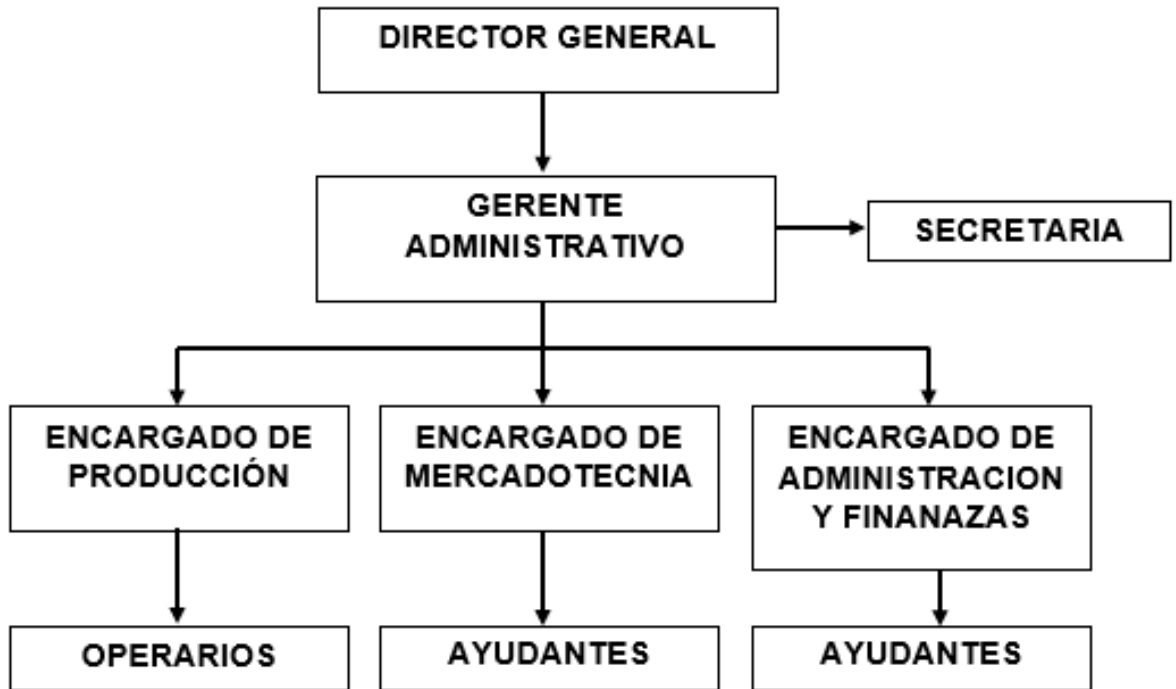 DIRECTOR GENERAL
GERENTE
ADMINISTRATIVO
SECRETARIA
ENCARGADO DE
PRODUCCIÓN
ENCARGADO DE
MERCADOTECNIA
ENCARGADO DE
ADMINISTRACION
Y FINANAZAS
OPERARIOS
AYUDANTES
AYUDANTES